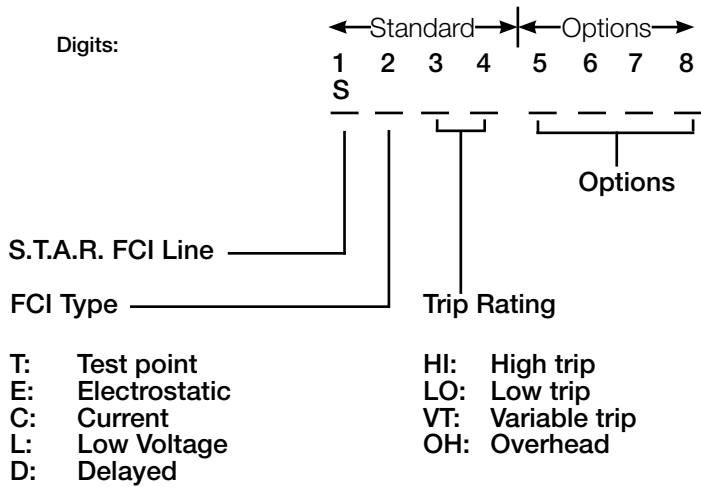 Standard Options
Digits:
1 2 3 4 5 6 7 8
S
Options
S.T.A.R. FCI Line
FCI Type
T: Test point
E: Electrostatic
C: Current
L: Low Voltage
D: Delayed
Trip Rating
HI: High trip
LO: Low trip
VT: Variable trip
OH: Overhead